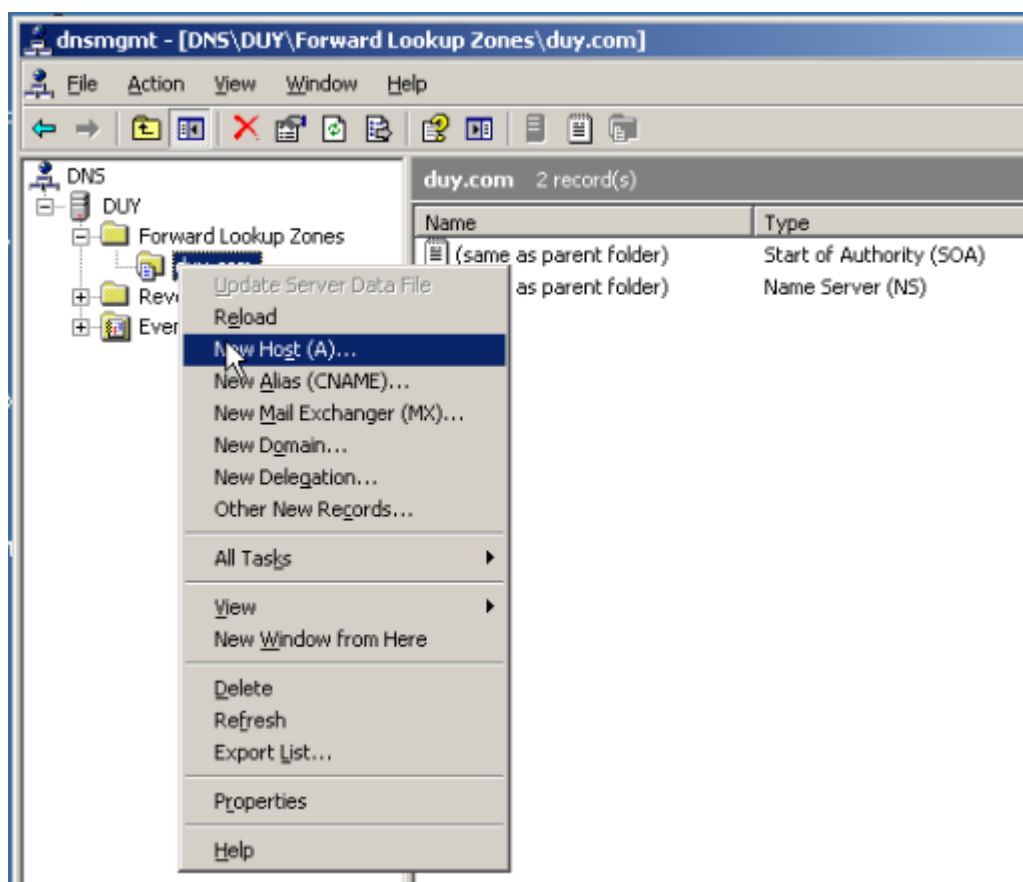 dnsmgmt - [DNS\DUY\Forward Lookup Zones\duy.com]
File Action View Window Help
DNS
DUY
Forward Lookup Zones
duy.com 2 record(s)
Name Type
(same as parent folder) Start of Authority (SOA)
as parent folder) Name Server (NS)
Update Server Data File
Reload
New Host (A)...
New Alias (CNAME)...
New Mail Exchanger (MX)...
New Domain...
New Delegation...
Other New Records...
All Tasks
View
New Window from Here
Delete
Refresh
Export List...
Properties
Help